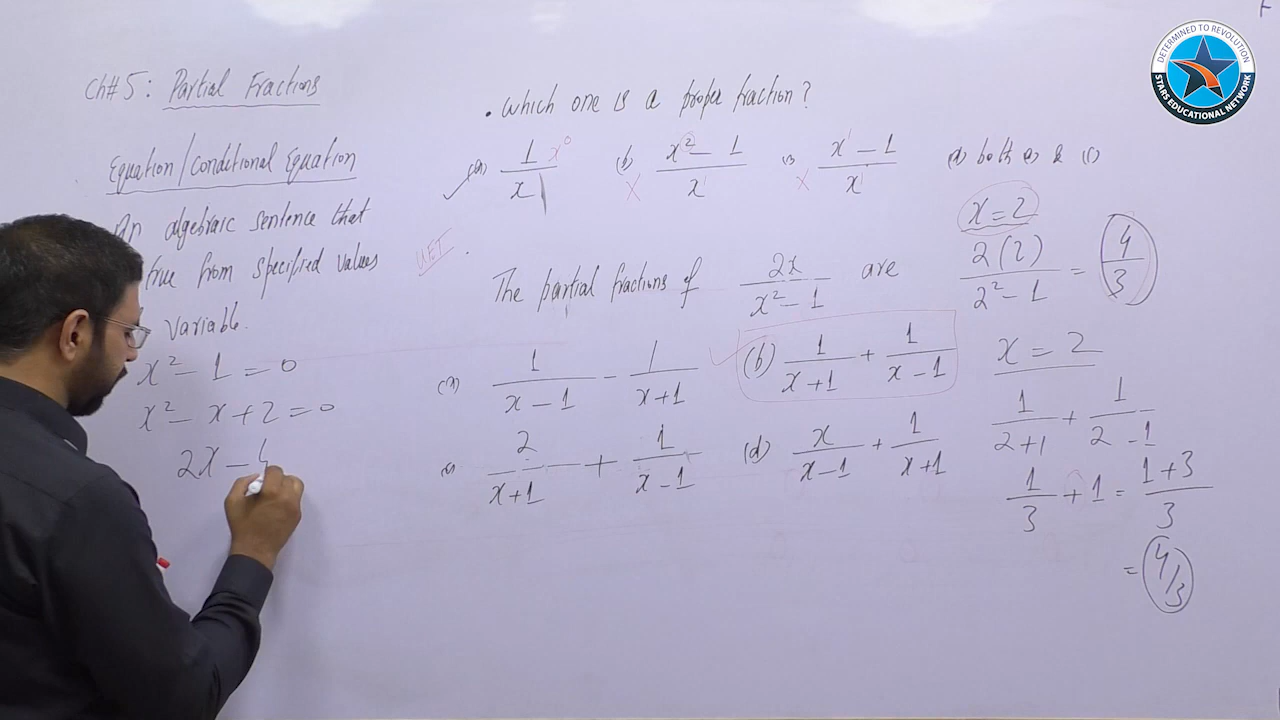 Ch#5: Partial Fractions
Equation/Conditional Equation
An algebraic sentence that
true from specified values
variable.
x² - 1 = 0
x² - x + 2 = 0
2x -
. Which one is a proper fraction?
(a) 1/x x⁰ (b) (x² - 1)/x (c) (x - 1)/x (d) both a) & (c)
UET
The partial fractions of 2x/(x² - 1) are
(a) 1/(x - 1) - 1/(x + 1) (b) 1/(x + 1) + 1/(x - 1)
(c) 2/(x + 1) + 1/(x - 1) (d) x/(x - 1) + 1/(x + 1)
x = 2
2(2)/(2² - 1) = 4/3
x = 2
1/(2 + 1) + 1/(2 - 1)
1/3 + 1 = (1 + 3)/3
= 4/3
DETERMINED TO REVOLUTION
STARS EDUCATIONAL NETWORK